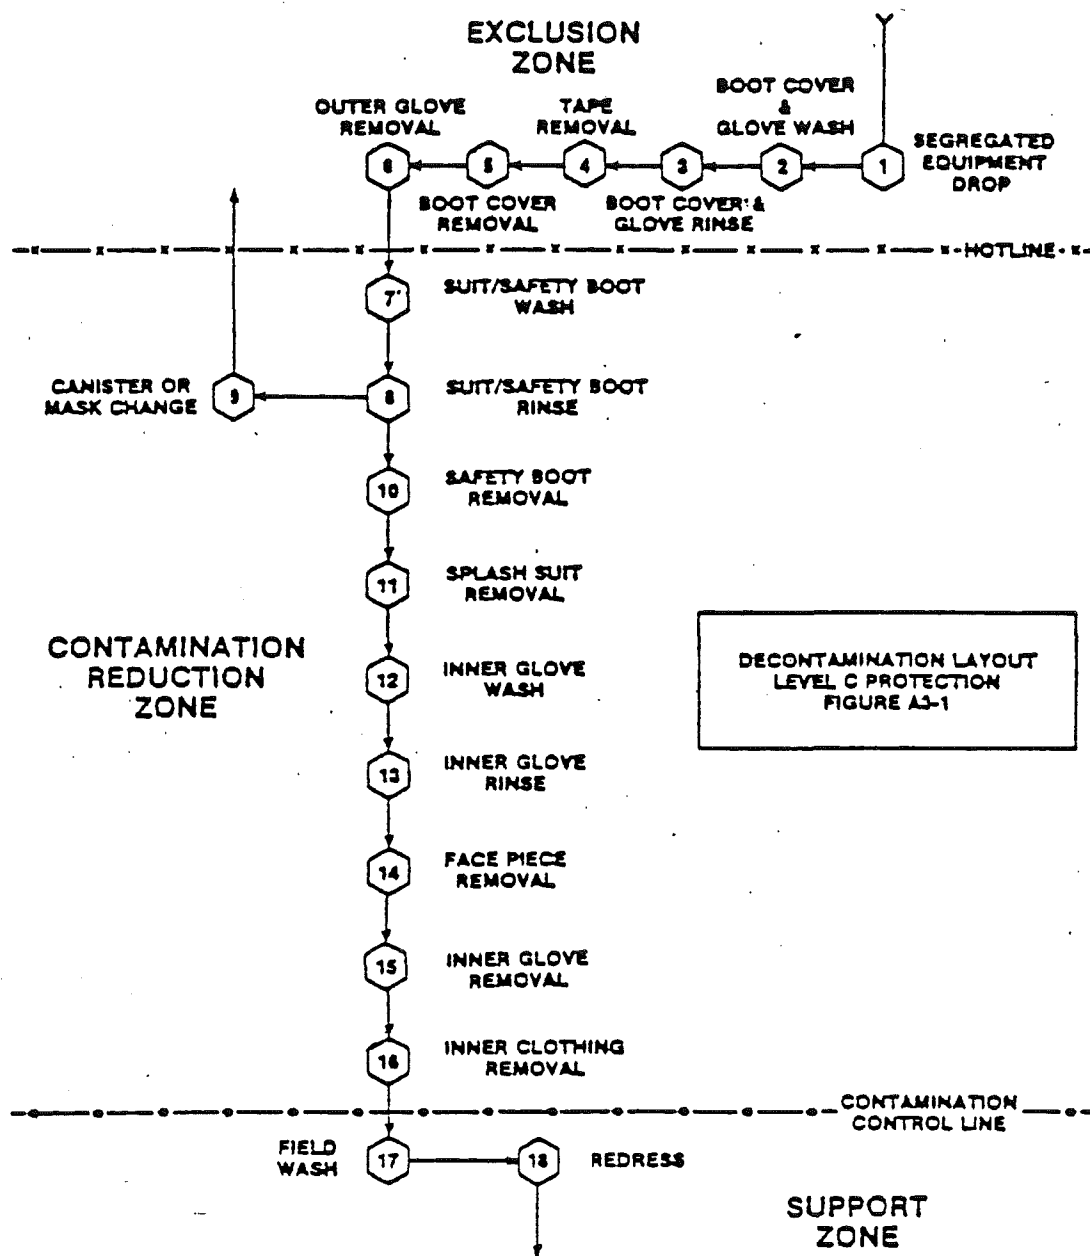 EXCLUSION
ZONE
OUTER GLOVE
REMOVAL
TAPE
REMOVAL
BOOT COVER
&
GLOVE WASH
SEGREGATED
EQUIPMENT
DROP
6
5
4
3
2
1
BOOT COVER
REMOVAL
BOOT COVER &
GLOVE RINSE
HOTLINE
7
SUIT/SAFETY BOOT
WASH
CANISTER OR
MASK CHANGE
9
8
SUIT/SAFETY BOOT
RINSE
10
SAFETY BOOT
REMOVAL
11
SPLASH SUIT
REMOVAL
CONTAMINATION
REDUCTION
ZONE
12
INNER GLOVE
WASH
DECONTAMINATION LAYOUT
LEVEL C PROTECTION
FIGURE A3-1
13
INNER GLOVE
RINSE
14
FACE PIECE
REMOVAL
15
INNER GLOVE
REMOVAL
16
INNER CLOTHING
REMOVAL
CONTAMINATION
CONTROL LINE
FIELD
WASH
17
18
REDRESS
SUPPORT
ZONE